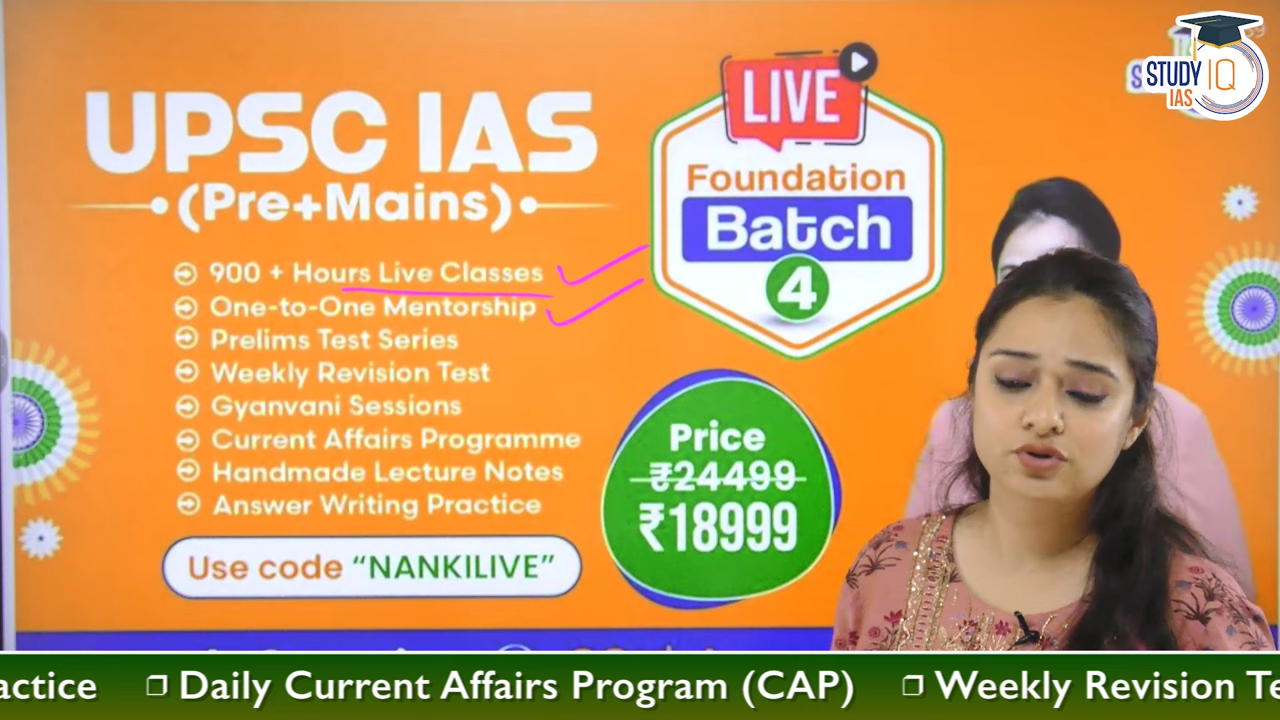 UPSC IAS
(Pre+Mains)
900 + Hours Live Classes
One-to-One Mentorship
Prelims Test Series
Weekly Revision Test
Gyanvani Sessions
Current Affairs Programme
Handmade Lecture Notes
Answer Writing Practice
Use code “NANKILIVE”
LIVE
Foundation
Batch
4
Price
₹24499
₹18999
STUDY IQ
IAS
actice ❐ Daily Current Affairs Program (CAP) ❐ Weekly Revision Te